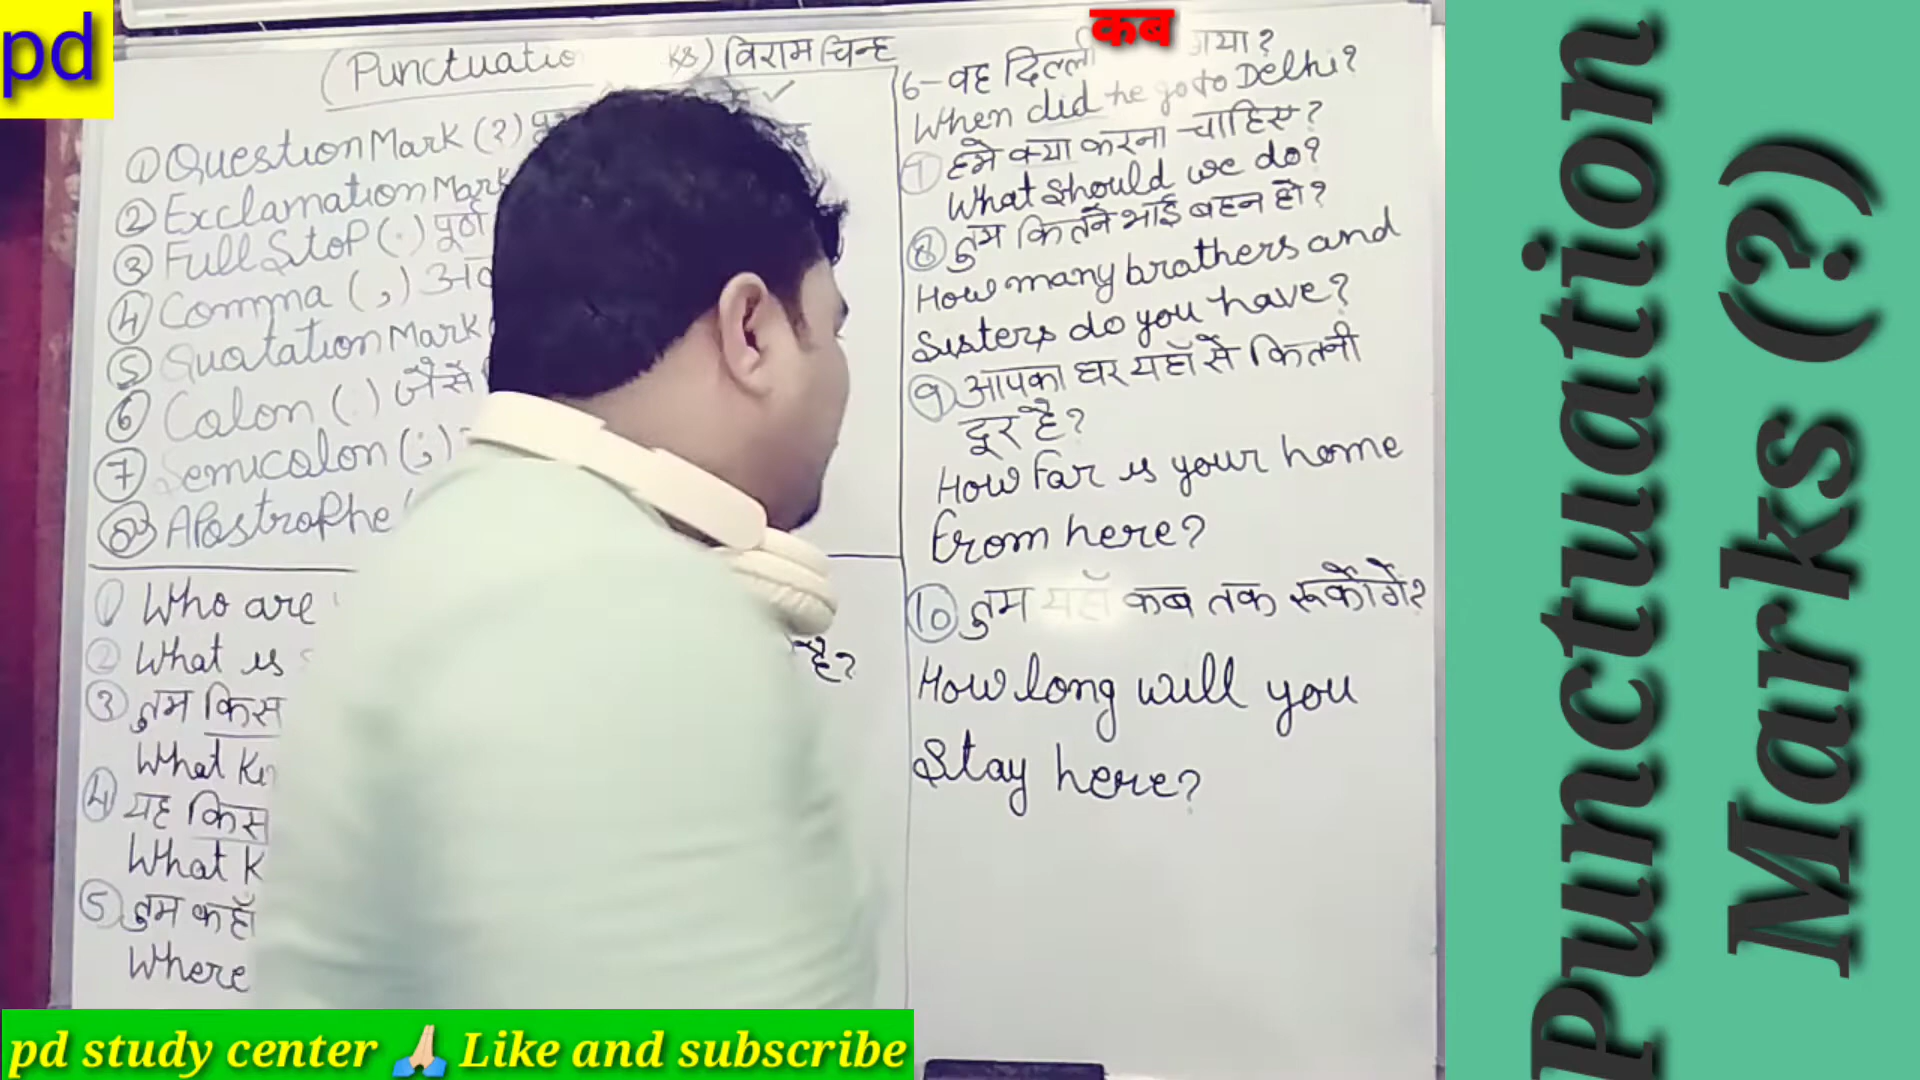 pd
(Punctuatio ks) विराम चिन्ह
① Question Mark (?)
② Exclamation Mark
③ Full Stop (.) पूर्ण
④ Comma (,)
⑤ Quatation Mark
⑥ Colon (.) जैसे
⑦ Semicolon (;)
⑧ Apostrophe
① Who are
② What is
है?
③ तुम किस
What
④ यह किस
What K
⑤ तुम कहाँ
Where
6- वह दिल्ली कब गया?
When did he go to Delhi?
⑦ हमे क्या करना चाहिए?
What should we do?
⑧ तुम कितने भाई बहन हो?
How many brothers and
Sisters do you have?
⑨ आपका घर यहाँ से कितनी
दूर है?
How far is your home
from here?
⑩ तुम यहाँ कब तक रूकोंगें?
How long will you
Stay here?
pd study center 🙏🏻 Like and subscribe
Punctuation
Marks (?)